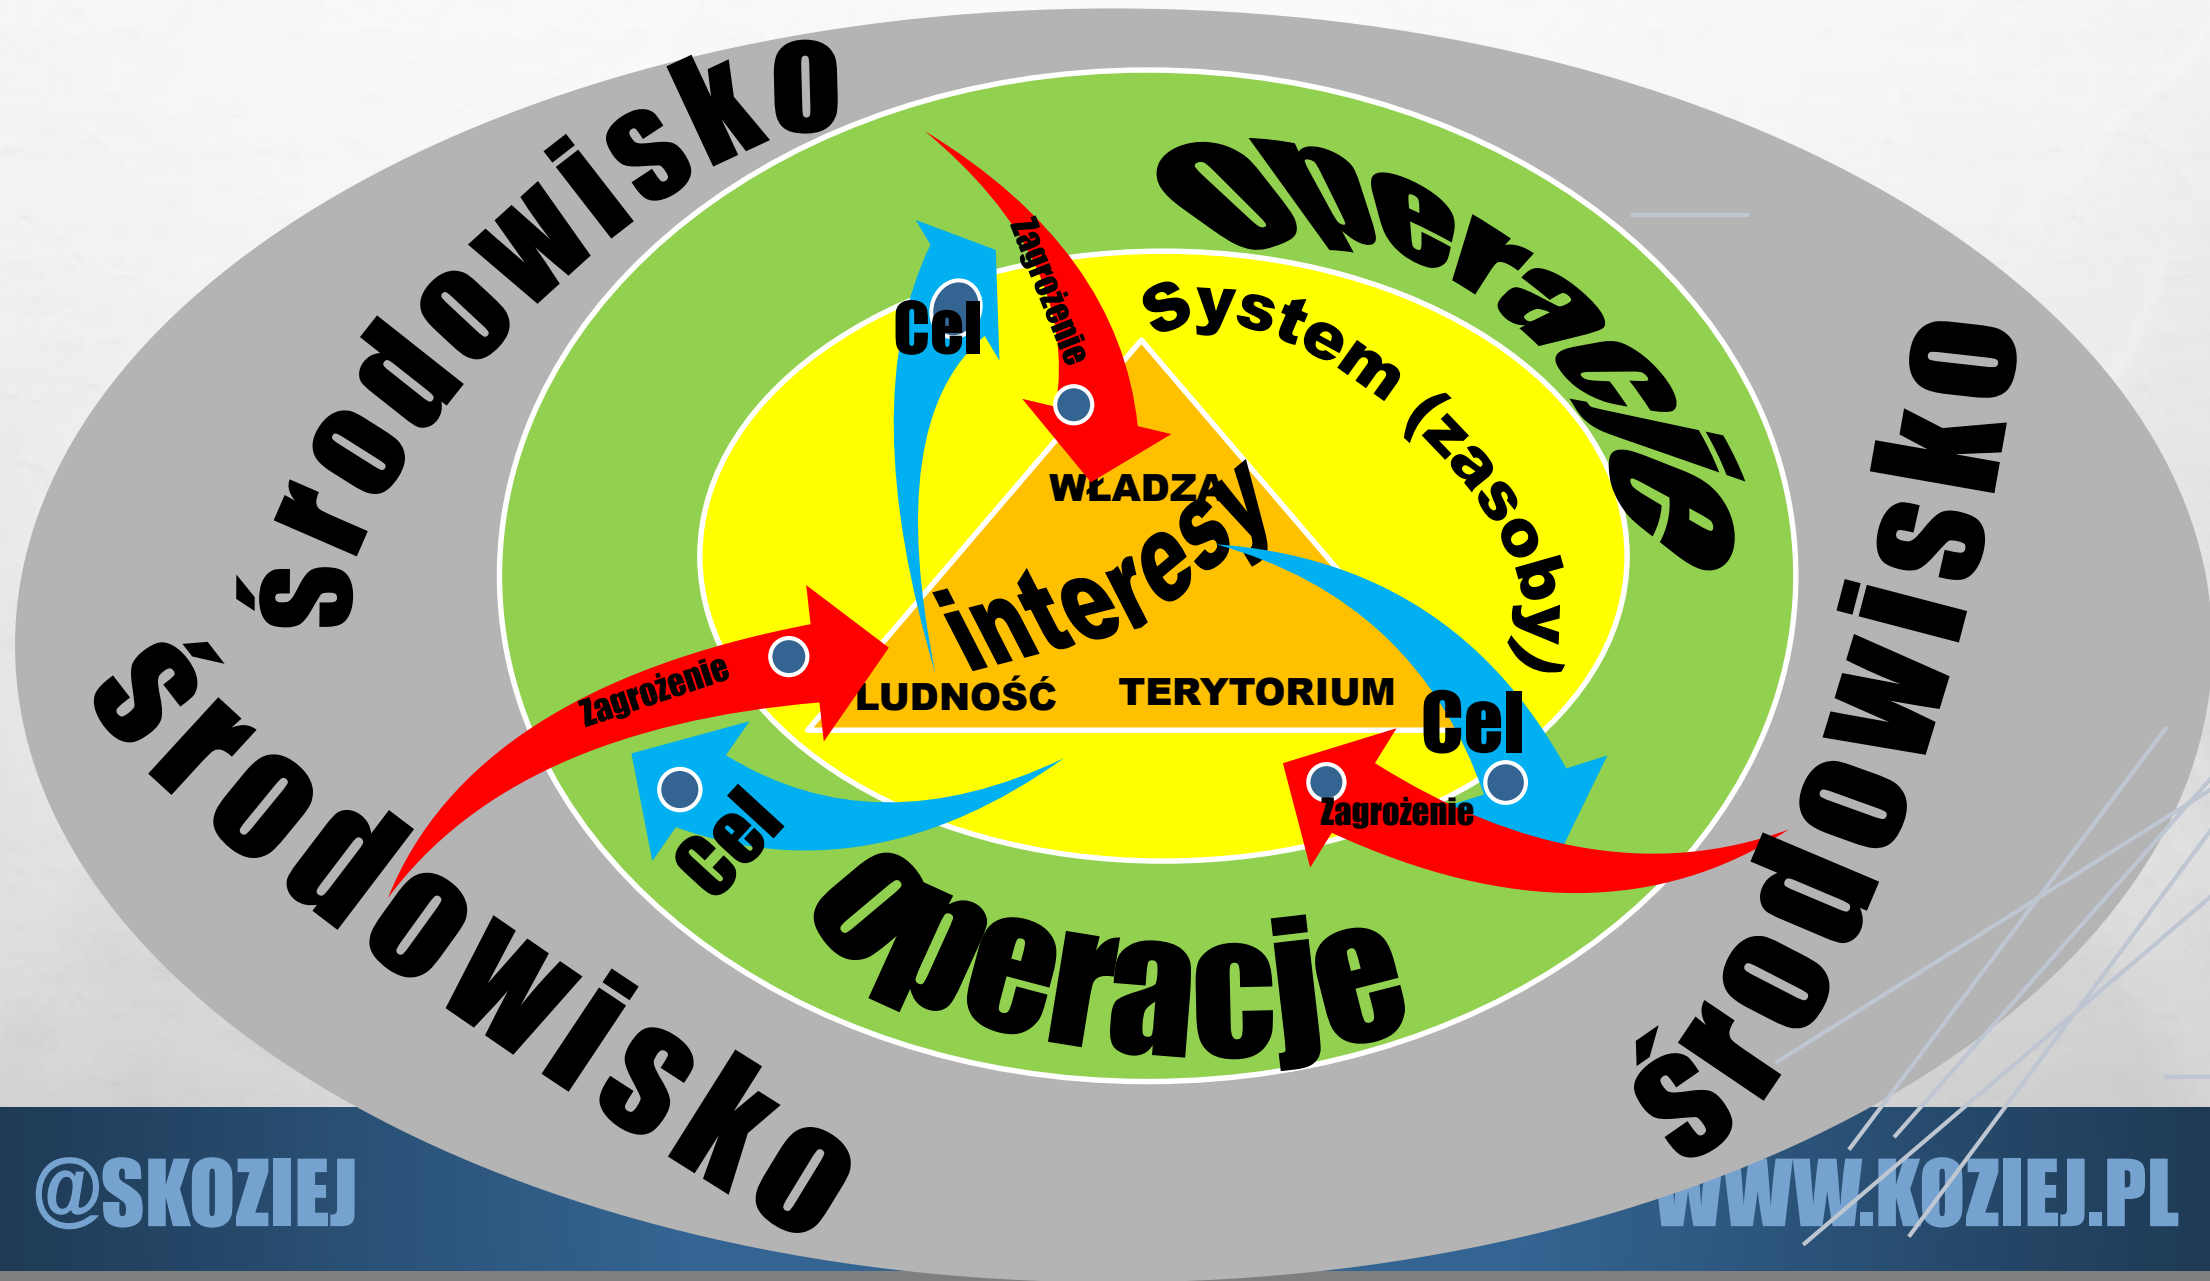 środowisko
środowisko
środowisko
Operacje
Operacje
System (zasoby)
interesy
WŁADZA
LUDNOŚĆ
TERYTORIUM
Cel
Zagrożenie
Zagrożenie
Cel
Cel
Zagrożenie
@SKOZIEJ
WWW.KOZIEJ.PL